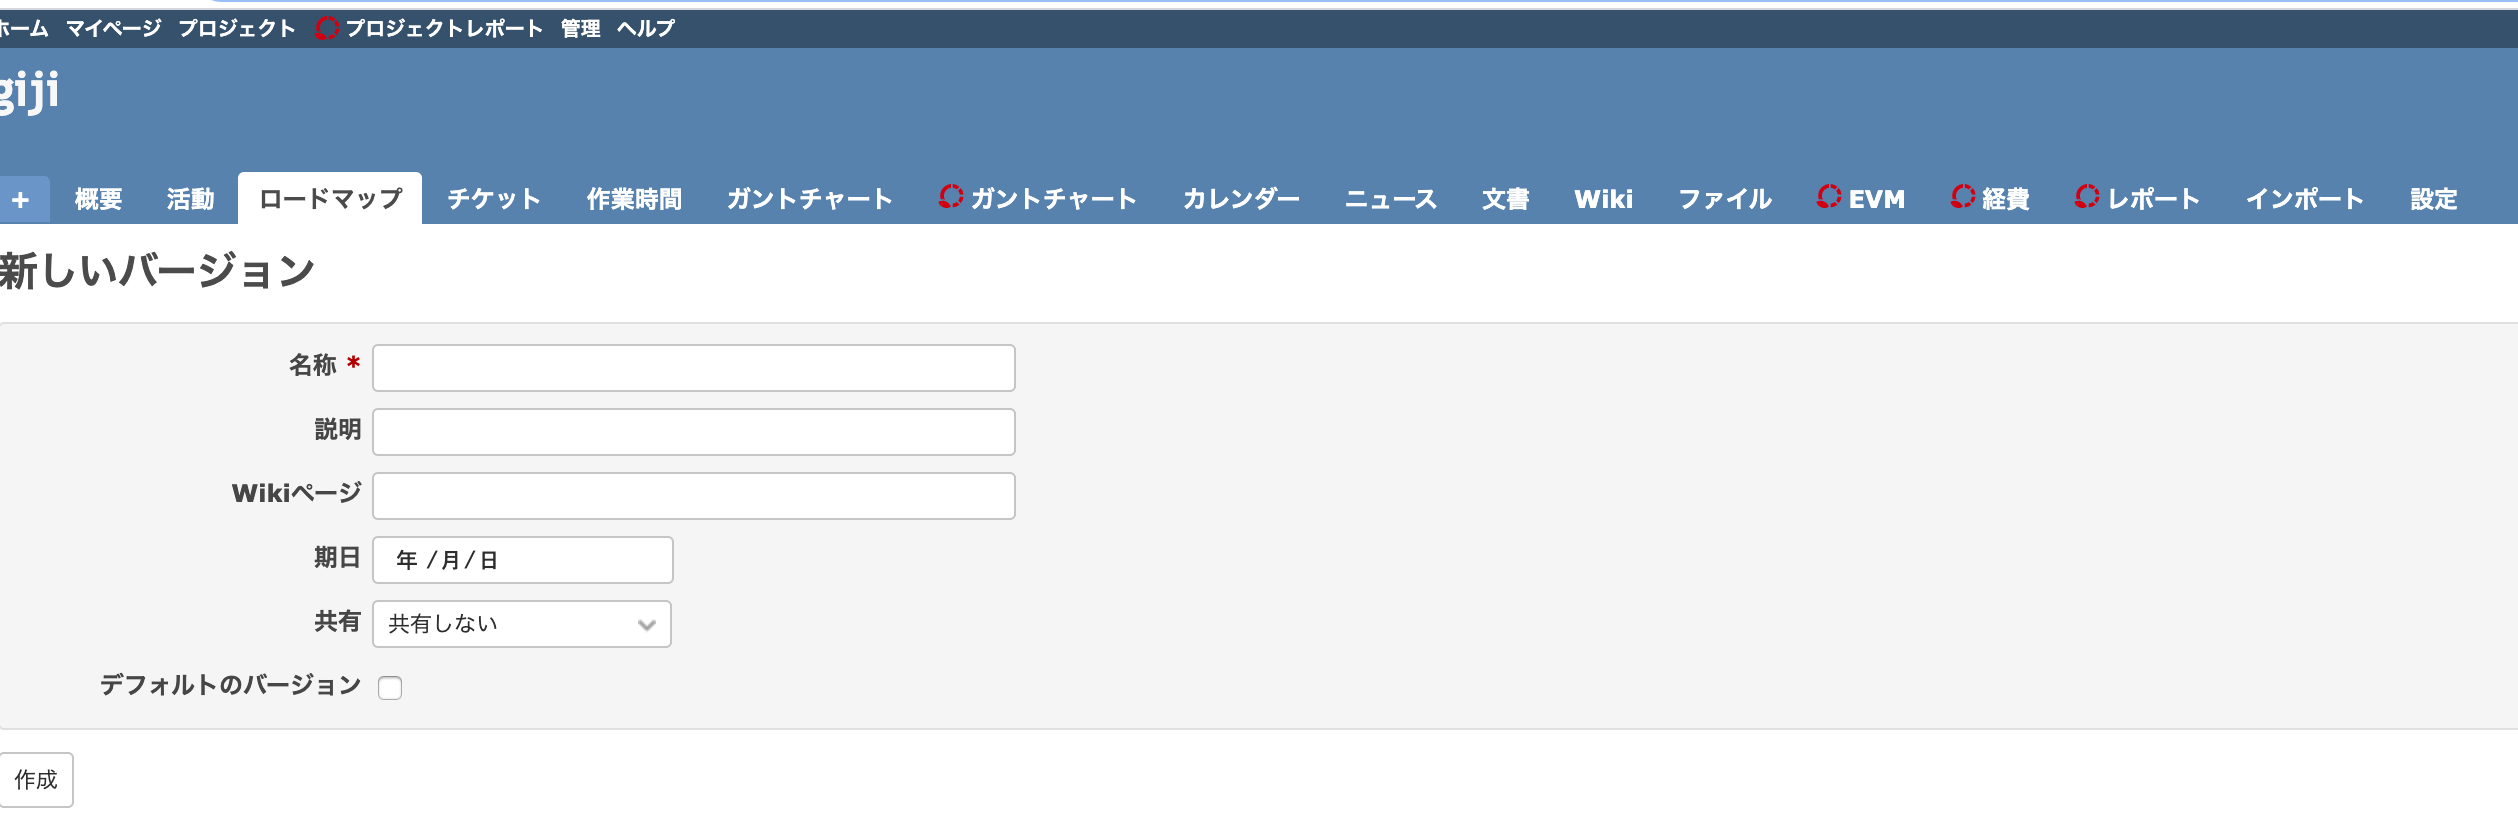 ホーム マイページ プロジェクト プロジェクトレポート 管理 ヘルプ
giji
+ 概要 活動 ロードマップ チケット 作業時間 ガントチャート ガントチャート カレンダー ニュース 文書 Wiki ファイル EVM 経費 レポート インポート 設定
新しいバージョン
名称 *
説明
Wikiページ
期日 年 /月/日
共有 共有しない
デフォルトのバージョン
作成